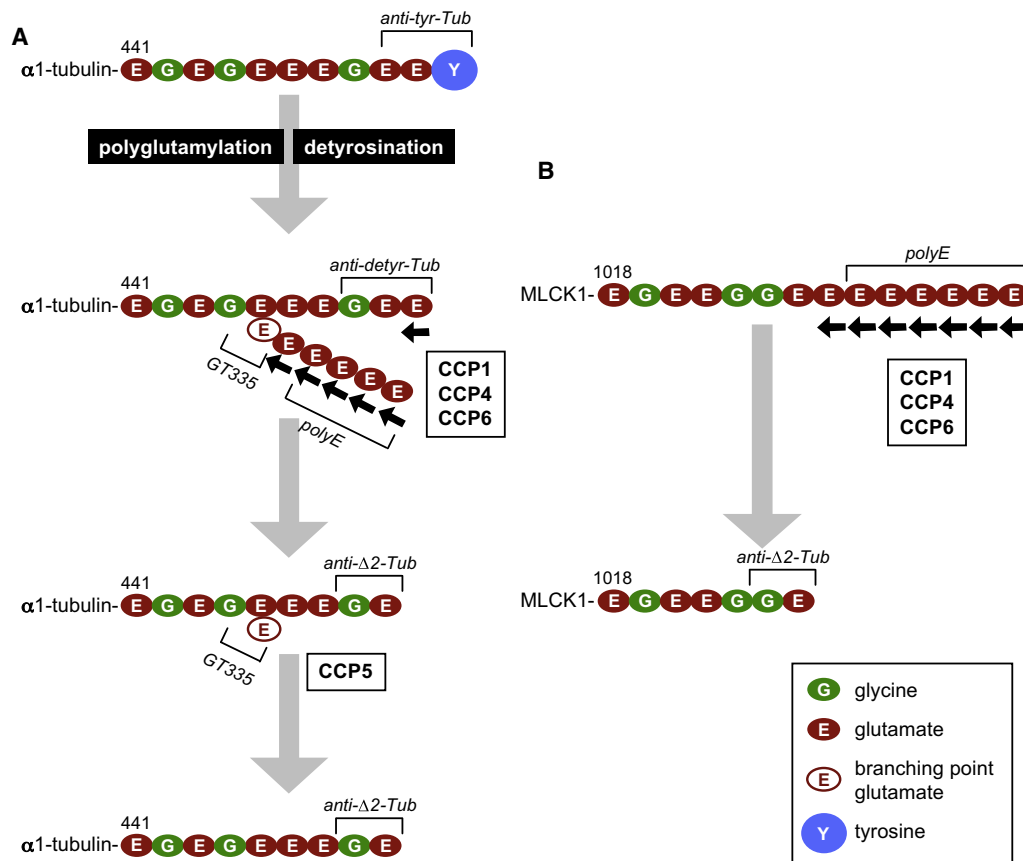 A
anti-tyr-Tub
441
α1-tubulin- E G E G E E E G E E Y
polyglutamylation detyrosination
anti-detyr-Tub
441
α1-tubulin- E G E G E E E G E E
E E E E E E
GT335
polyE
CCP1
CCP4
CCP6
anti-Δ2-Tub
441
α1-tubulin- E G E G E E E G E
E
GT335
CCP5
anti-Δ2-Tub
441
α1-tubulin- E G E G E E E G E
B
polyE
1018
MLCK1- E G E E G G E E E E E E E E
CCP1
CCP4
CCP6
anti-Δ2-Tub
1018
MLCK1- E G E E G G E
G glycine
E glutamate
E branching point
glutamate
Y tyrosine